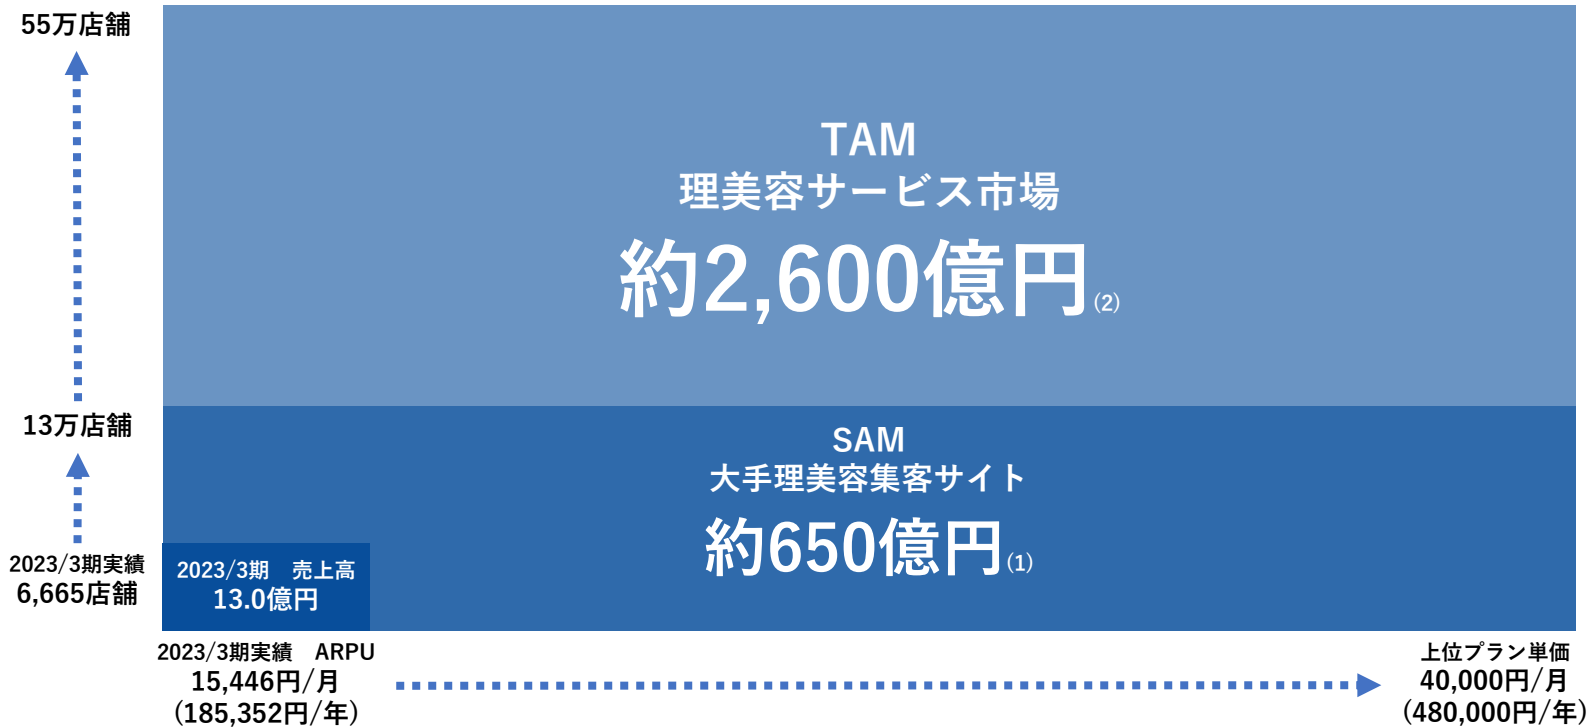 55万店舗
TAM
理美容サービス市場
約2,600億円(2)
13万店舗
SAM
大手理美容集客サイト
約650億円(1)
2023/3期実績
6,665店舗
2023/3期　売上高
13.0億円
2023/3期実績　ARPU
15,446円/月
(185,352円/年)
上位プラン単価
40,000円/月
(480,000円/年)